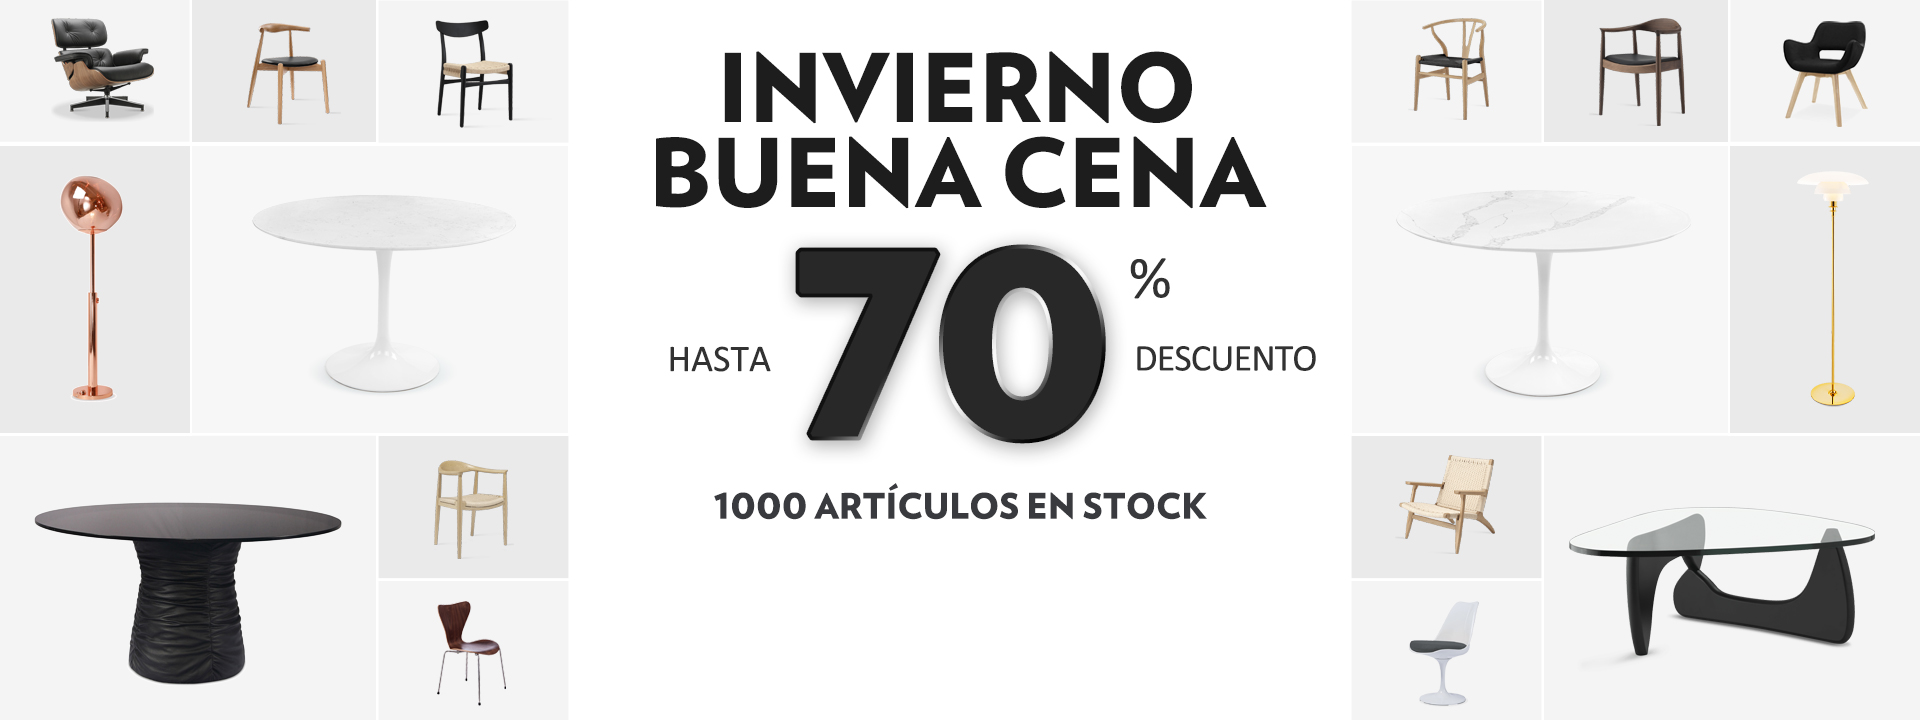 INVIERNO
BUENA CENA
HASTA 70 % DESCUENTO
1000 ARTÍCULOS EN STOCK